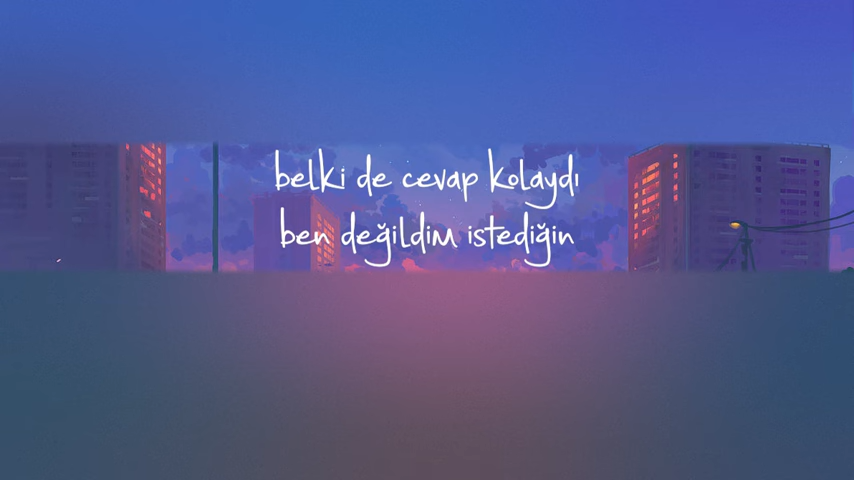 belki de cevap kolaydı
ben değildim istediğin